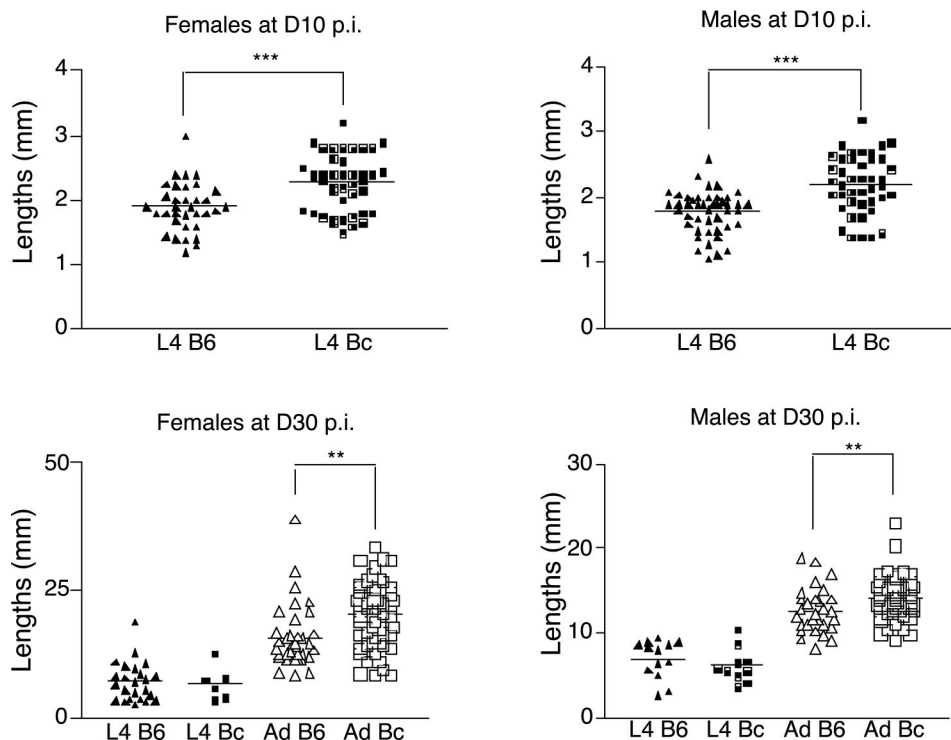 Females at D10 p.i.
***
4
3
2
1
0
Lengths (mm)
L4 B6 L4 Bc
Males at D10 p.i.
***
4
3
2
1
0
Lengths (mm)
L4 B6 L4 Bc
Females at D30 p.i.
**
50
25
0
Lengths (mm)
L4 B6 L4 Bc Ad B6 Ad Bc
Males at D30 p.i.
**
30
20
10
0
Lengths (mm)
L4 B6 L4 Bc Ad B6 Ad Bc